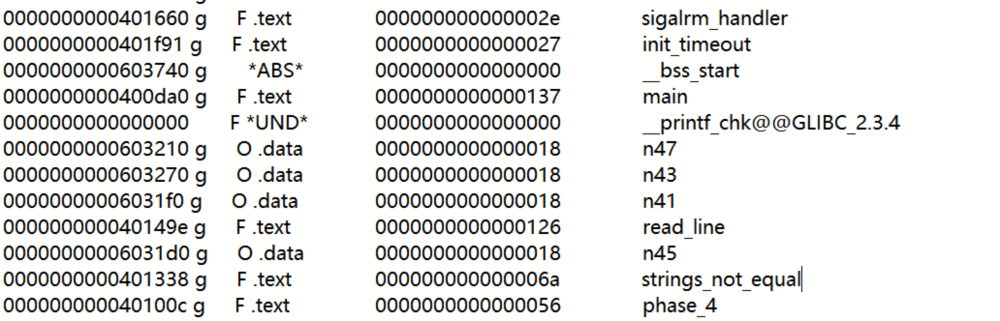 0000000000401660 g F .text 000000000000002e sigalrm_handler
0000000000401f91 g F .text 0000000000000027 init_timeout
0000000000603740 g *ABS* 0000000000000000 __bss_start
0000000000400da0 g F .text 0000000000000137 main
0000000000000000 F *UND* 0000000000000000 __printf_chk@@GLIBC_2.3.4
0000000000603210 g O .data 0000000000000018 n47
0000000000603270 g O .data 0000000000000018 n43
00000000006031f0 g O .data 0000000000000018 n41
000000000040149e g F .text 0000000000000126 read_line
00000000006031d0 g O .data 0000000000000018 n45
0000000000401338 g F .text 000000000000006a strings_not_equal
000000000040100c g F .text 0000000000000056 phase_4